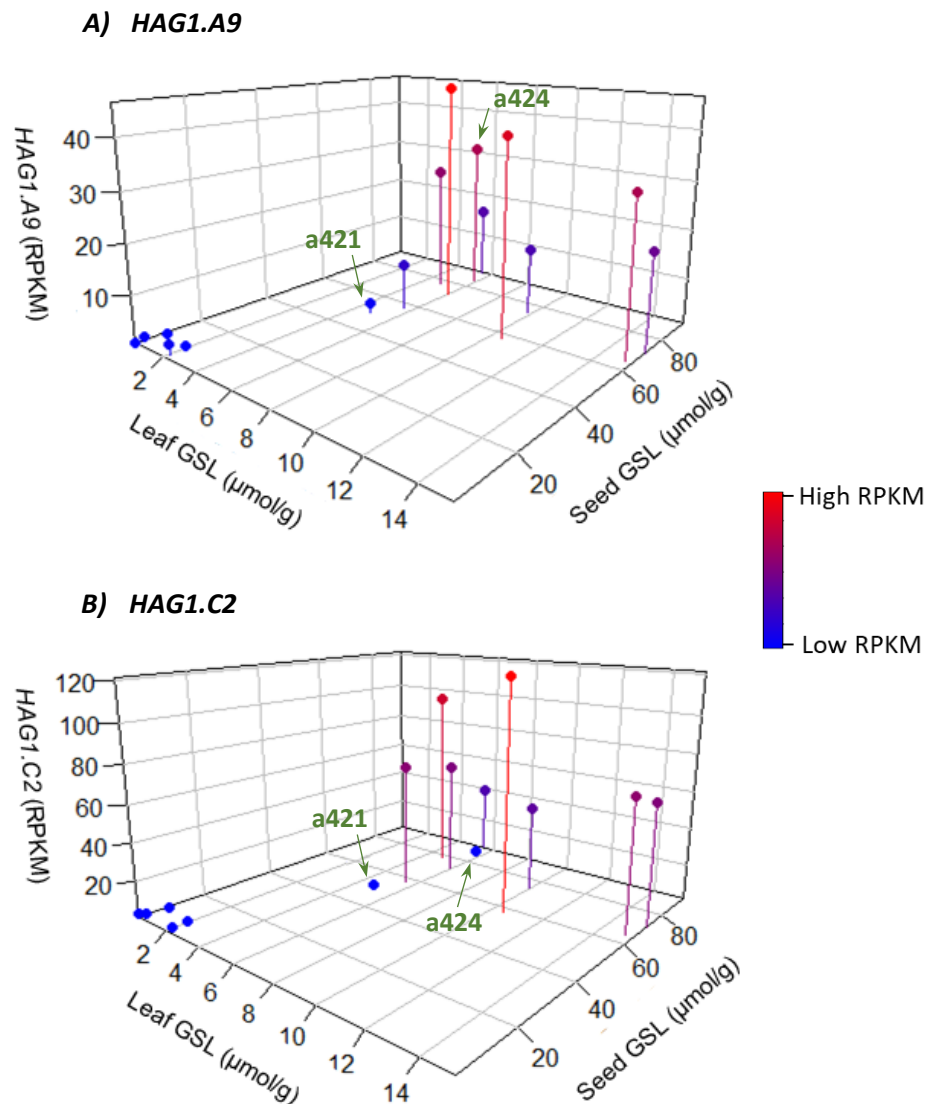 A) HAG1.A9
a424
a421
HAG1.A9 (RPKM)
40
30
20
10
2
4
6
8
10
12
14
Leaf GSL (μmol/g)
20
40
60
80
Seed GSL (μmol/g)
High RPKM
Low RPKM
B) HAG1.C2
a421
a424
HAG1.C2 (RPKM)
120
100
80
60
40
20
2
4
6
8
10
12
14
Leaf GSL (μmol/g)
20
40
60
80
Seed GSL (μmol/g)